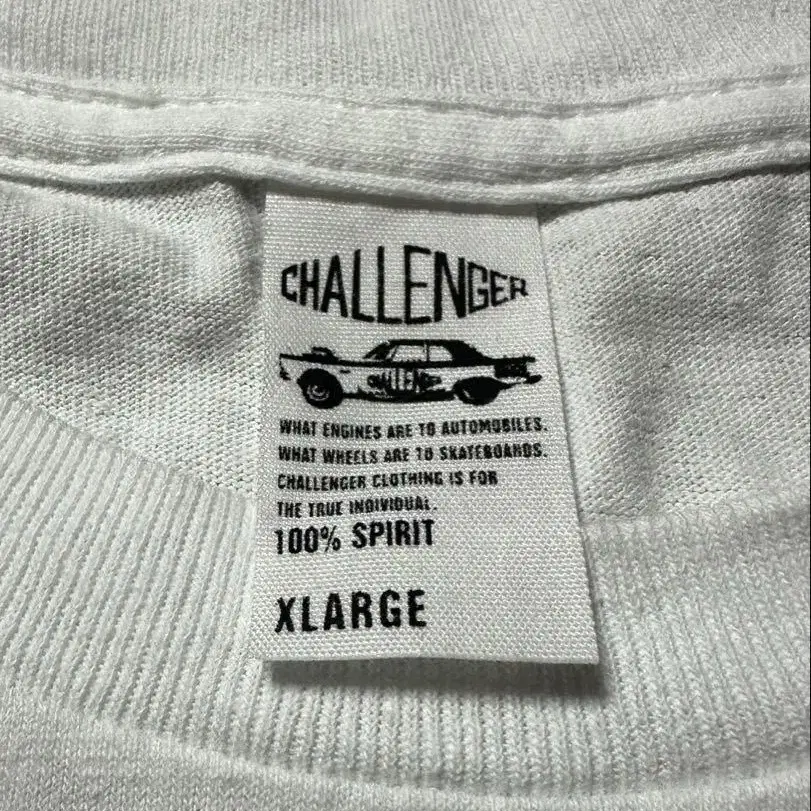 CHALLENGER
CHALLENGER
WHAT ENGINES ARE TO AUTOMOBILES.
WHAT WHEELS ARE TO SKATEBOARDS.
CHALLENGER CLOTHING IS FOR
THE TRUE INDIVIDUAL.
100% SPIRIT
XLARGE